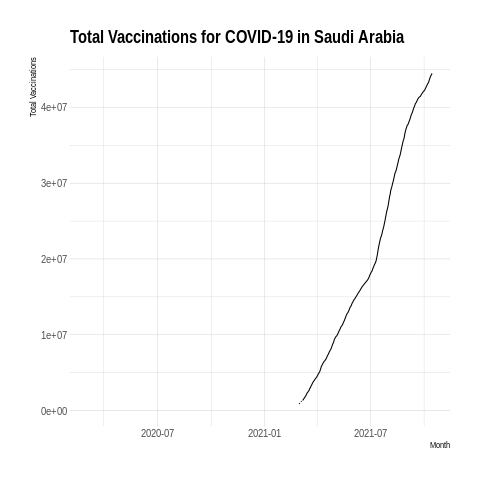 Total Vaccinations for COVID-19 in Saudi Arabia
Total Vaccinations
4e+07
3e+07
2e+07
1e+07
0e+00
2020-07
2021-01
2021-07
Month